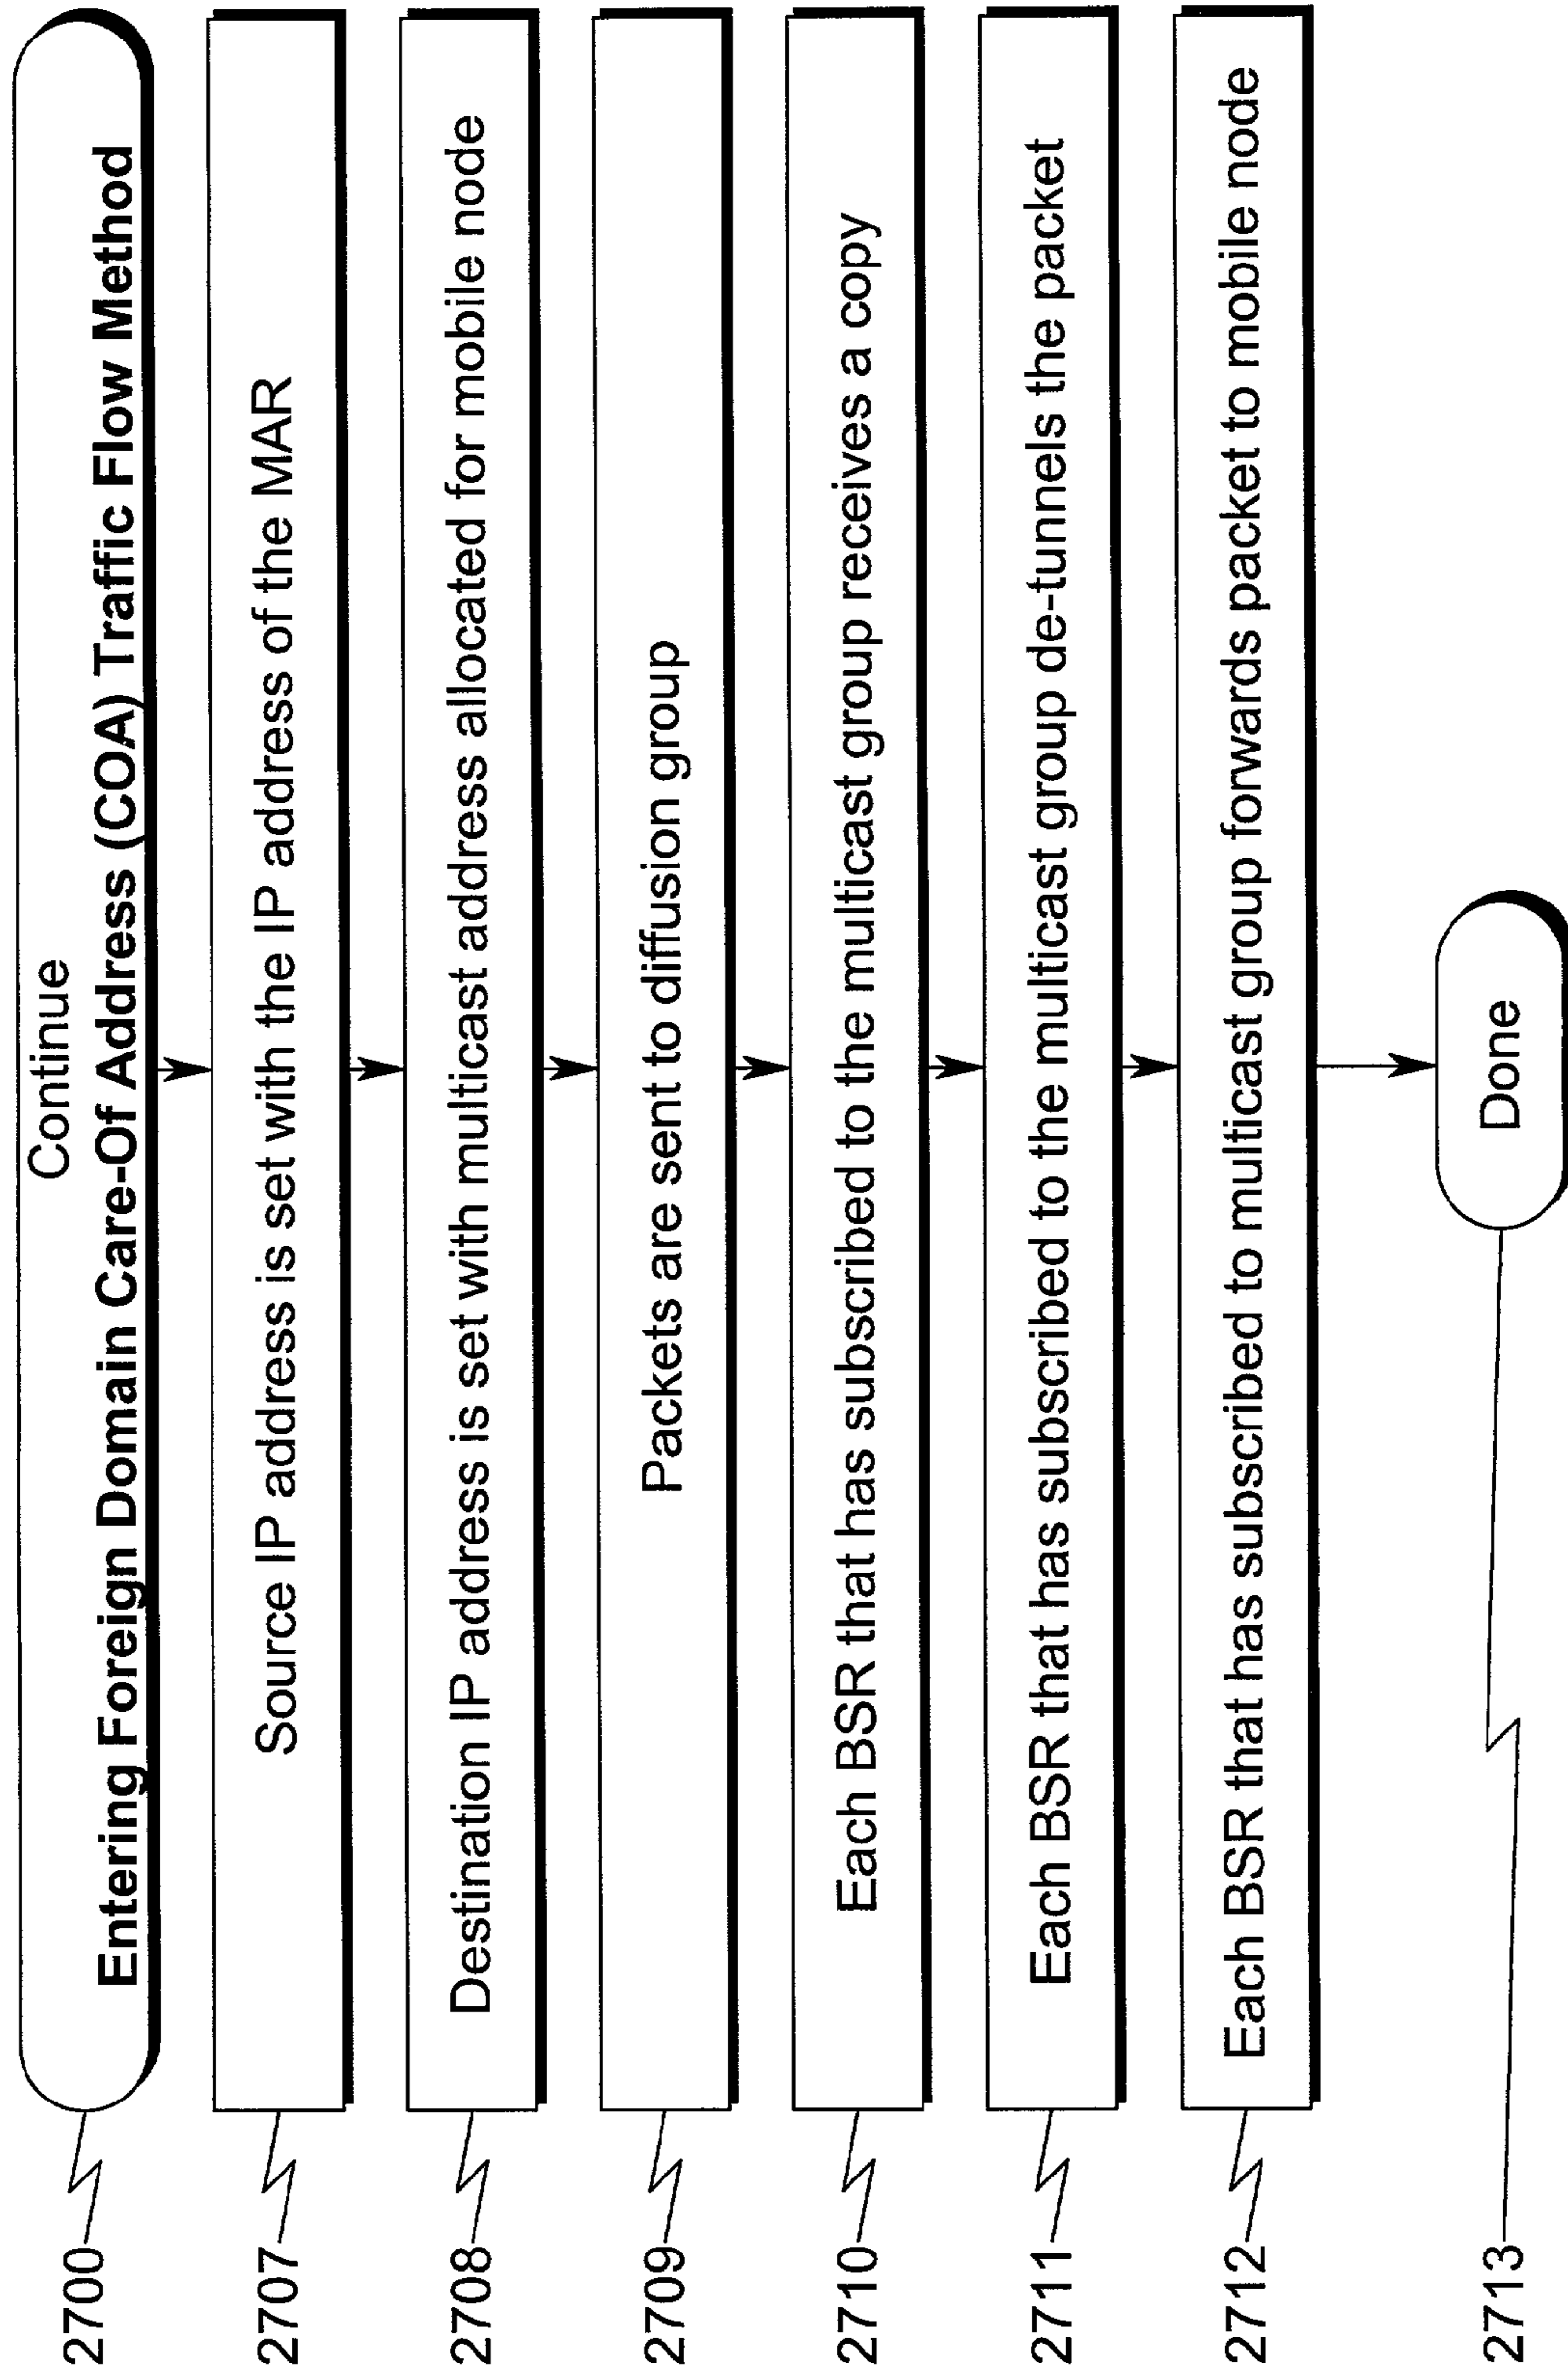 2700
Continue
Entering Foreign Domain Care-Of Address (COA) Traffic Flow Method
2707
Source IP address is set with the IP address of the MAR
2708
Destination IP address is set with multicast address allocated for mobile node
2709
Packets are sent to diffusion group
2710
Each BSR that has subscribed to the multicast group receives a copy
2711
Each BSR that has subscribed to the multicast group de-tunnels the packet
2712
Each BSR that has subscribed to multicast group forwards packet to mobile node
2713
Done